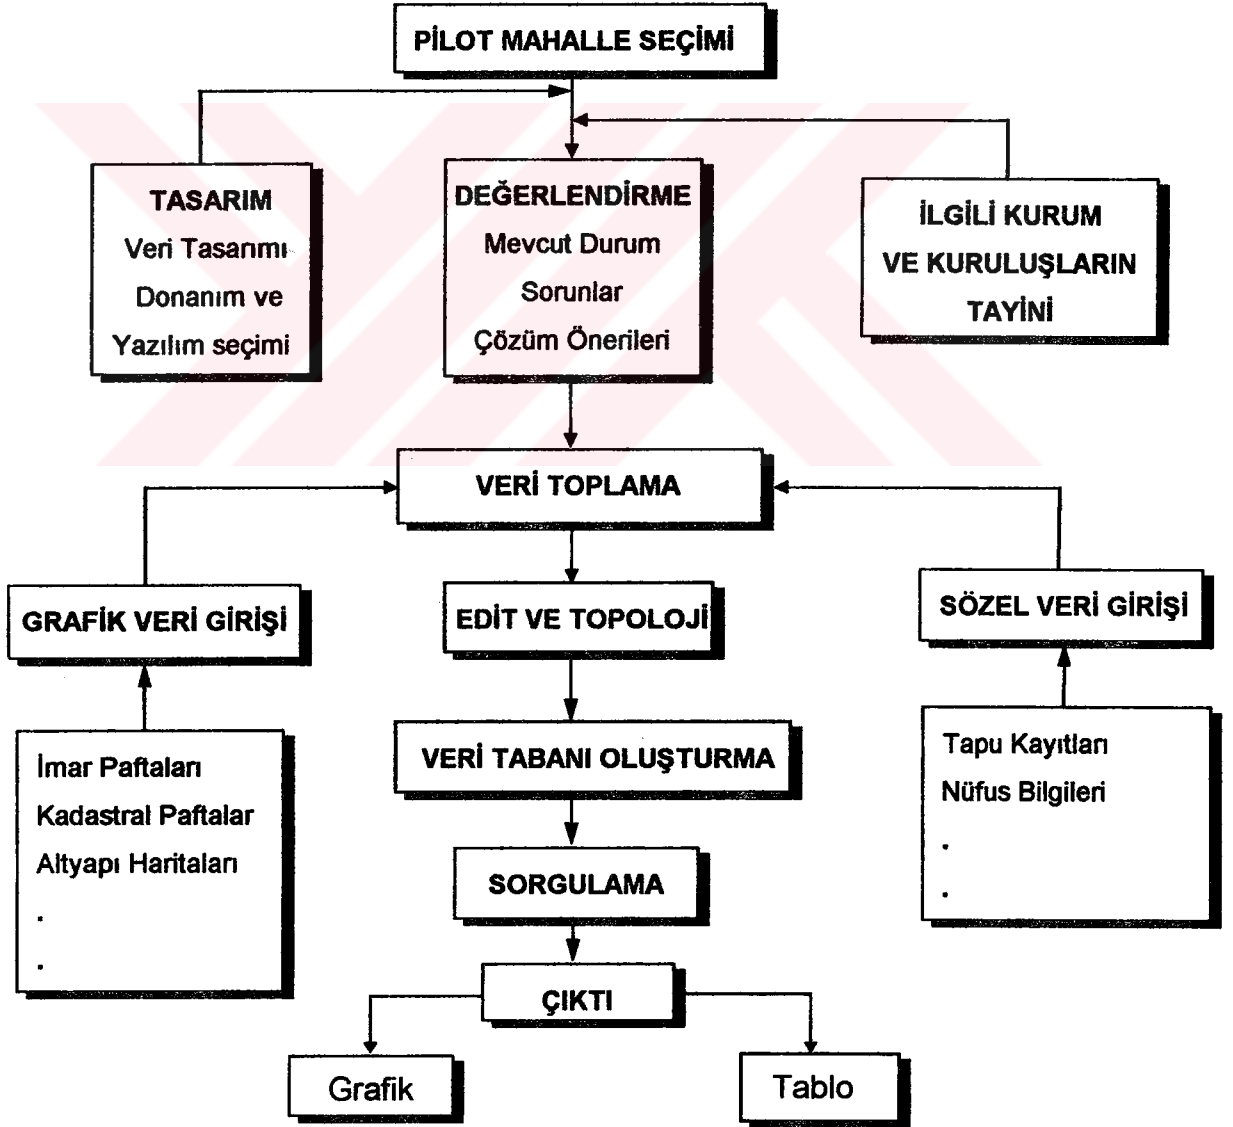 PİLOT MAHALLE SEÇİMİ
TASARIM
Veri Tasarımı
Donanım ve
Yazılım seçimi
DEĞERLENDİRME
Mevcut Durum
Sorunlar
Çözüm Önerileri
İLGİLİ KURUM
VE KURULUŞLARIN
TAYİNİ
VERİ TOPLAMA
GRAFİK VERİ GİRİŞİ
EDİT VE TOPOLOJİ
SÖZEL VERİ GİRİŞİ
İmar Paftaları
Kadastral Paftalar
Altyapı Haritaları
.
.
VERİ TABANI OLUŞTURMA
Tapu Kayıtları
Nüfus Bilgileri
.
.
SORGULAMA
ÇIKTI
Grafik
Tablo